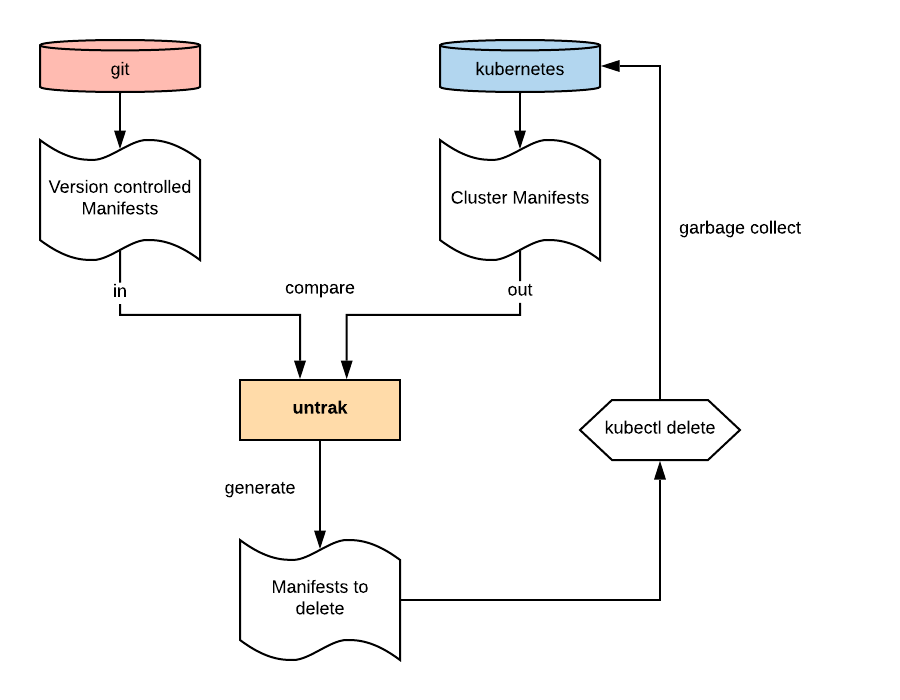 git
kubernetes
Version controlled
Manifests
Cluster Manifests
garbage collect
in
compare
out
untrak
kubectl delete
generate
Manifests to
delete